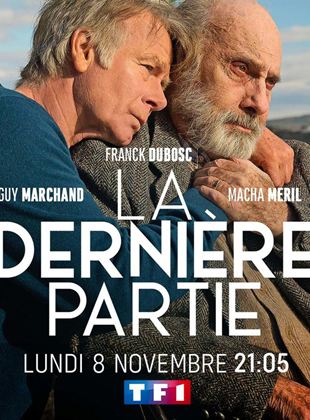 FRANCK DUBOSC
GUY MARCHAND
MACHA MERIL
LA
DERNIÈRE
PARTIE
LUNDI 8 NOVEMBRE 21:05
TF1